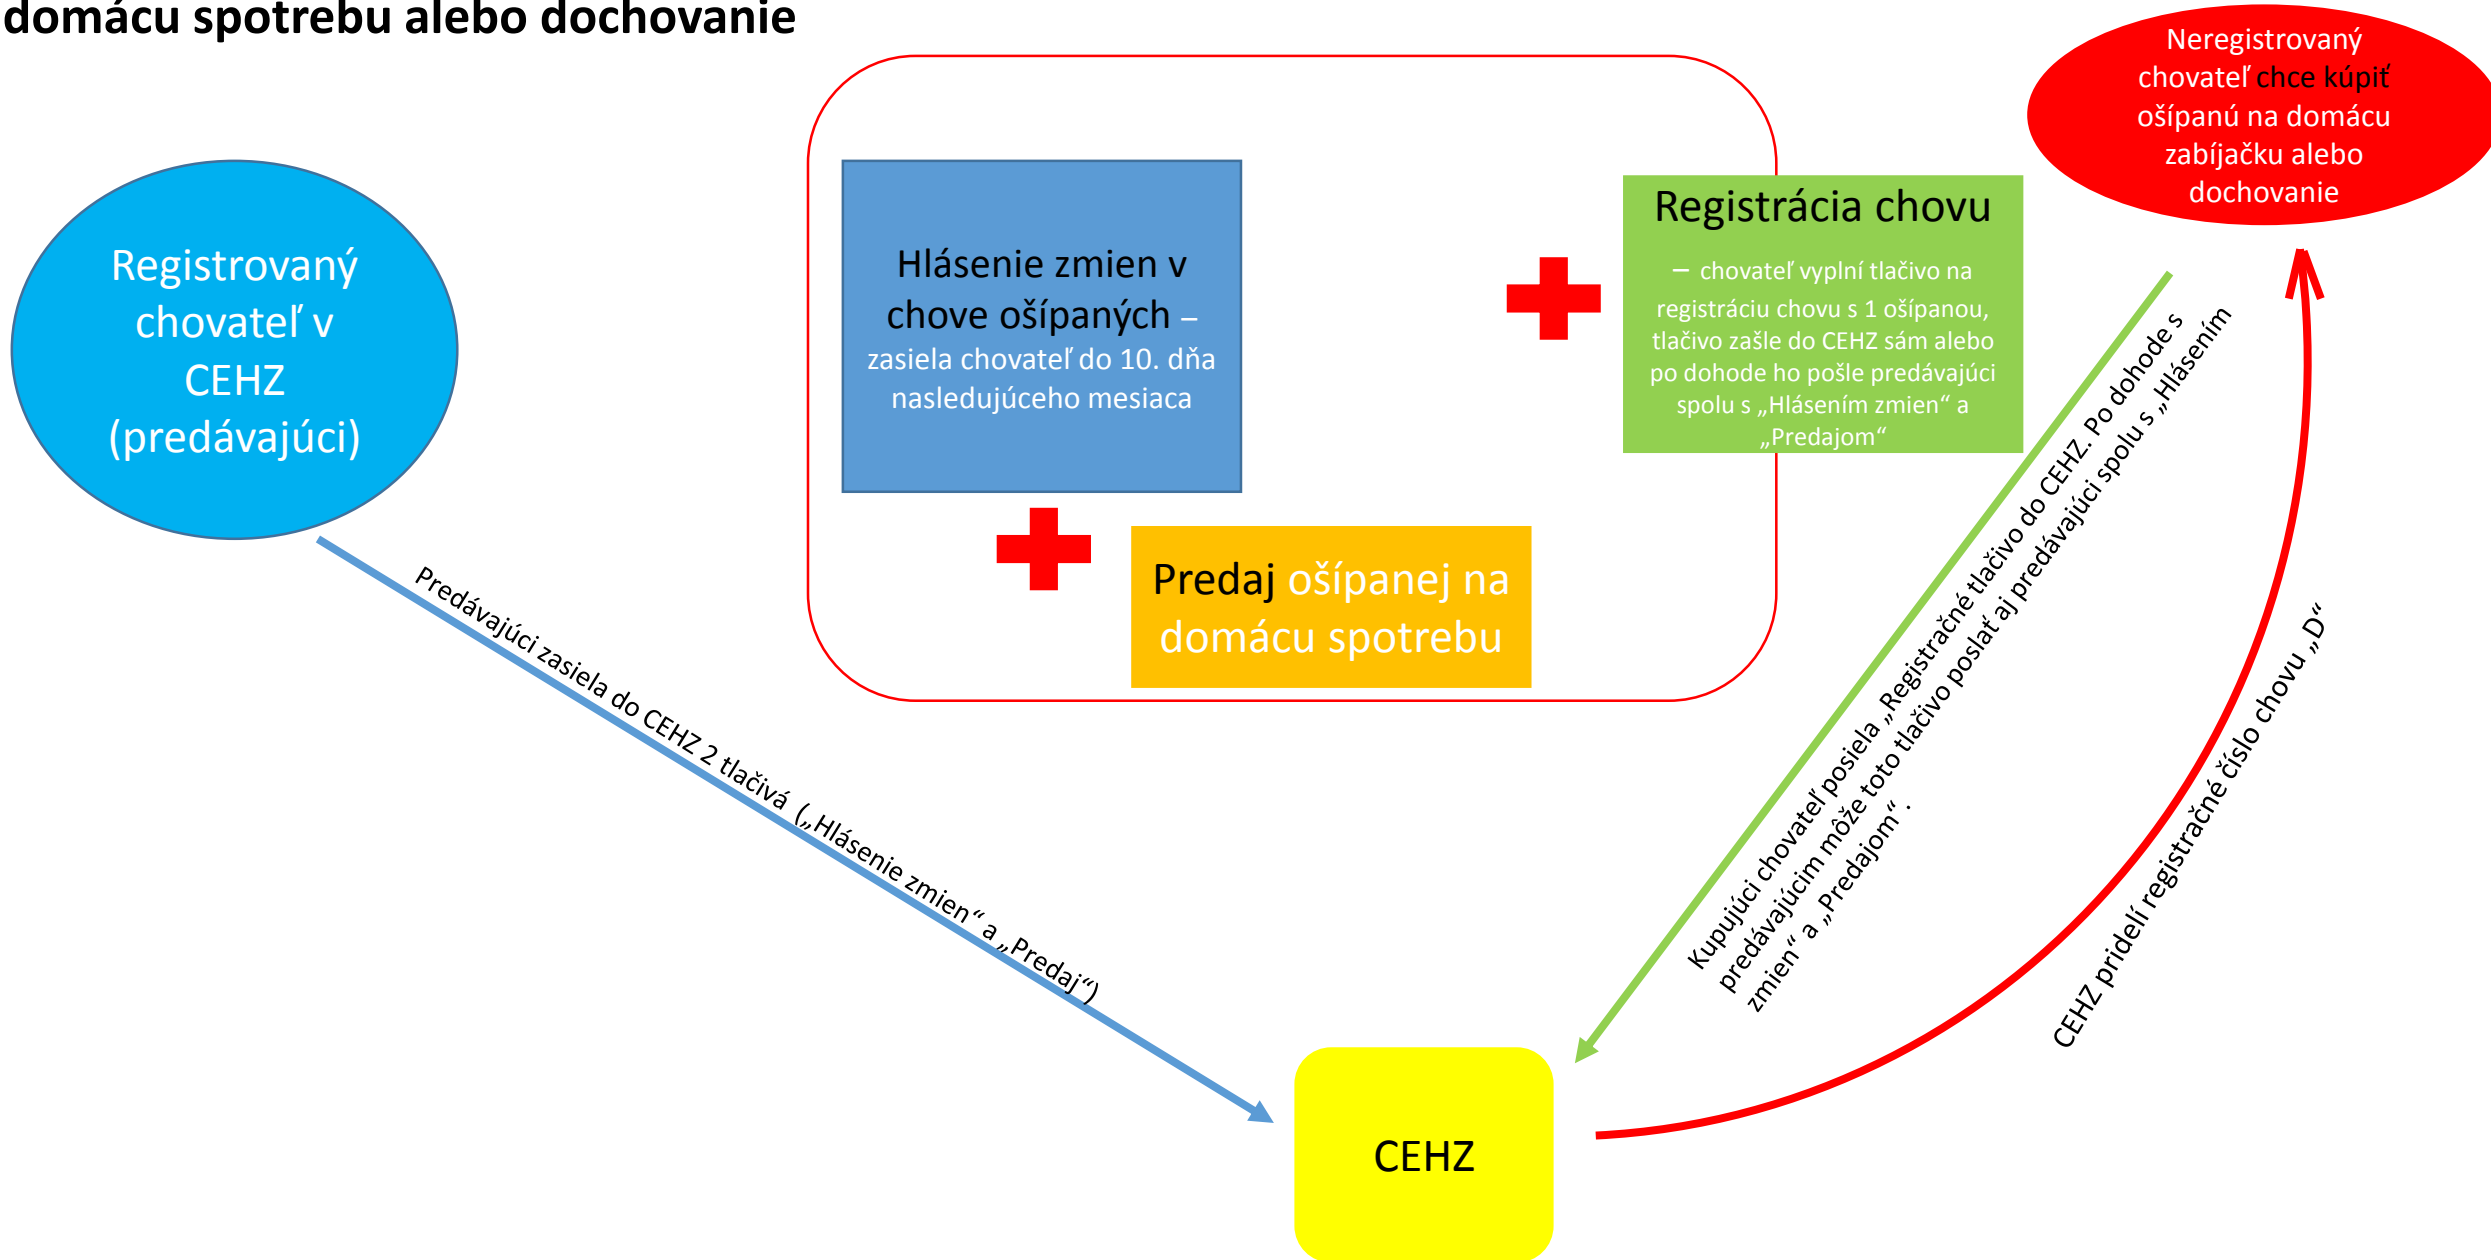 domácu spotrebu alebo dochovanie
Neregistrovaný
chovateľ chce kúpiť
ošípanú na domácu
zabíjačku alebo
dochovanie
Registrovaný
chovateľ v
CEHZ
(predávajúci)
Hlásenie zmien v
chove ošípaných –
zasiela chovateľ do 10. dňa
nasledujúceho mesiaca
Registrácia chovu
– chovateľ vyplní tlačivo na
registráciu chovu s 1 ošípanou,
tlačivo zašle do CEHZ sám alebo
po dohode ho pošle predávajúci
spolu s „Hlásením zmien“ a
„Predajom“
Predaj ošípanej na
domácu spotrebu
Predávajúci zasiela do CEHZ 2 tlačivá („Hlásenie zmien“ a „Predaj“)
Kupujúci chovateľ posiela „Registračné tlačivo do CEHZ. Po dohode s
predávajúcim môže toto tlačivo poslať aj predávajúci spolu s „Hlásením
zmien“ a „Predajom“.
CEHZ pridelí registračné číslo chovu „D“
CEHZ